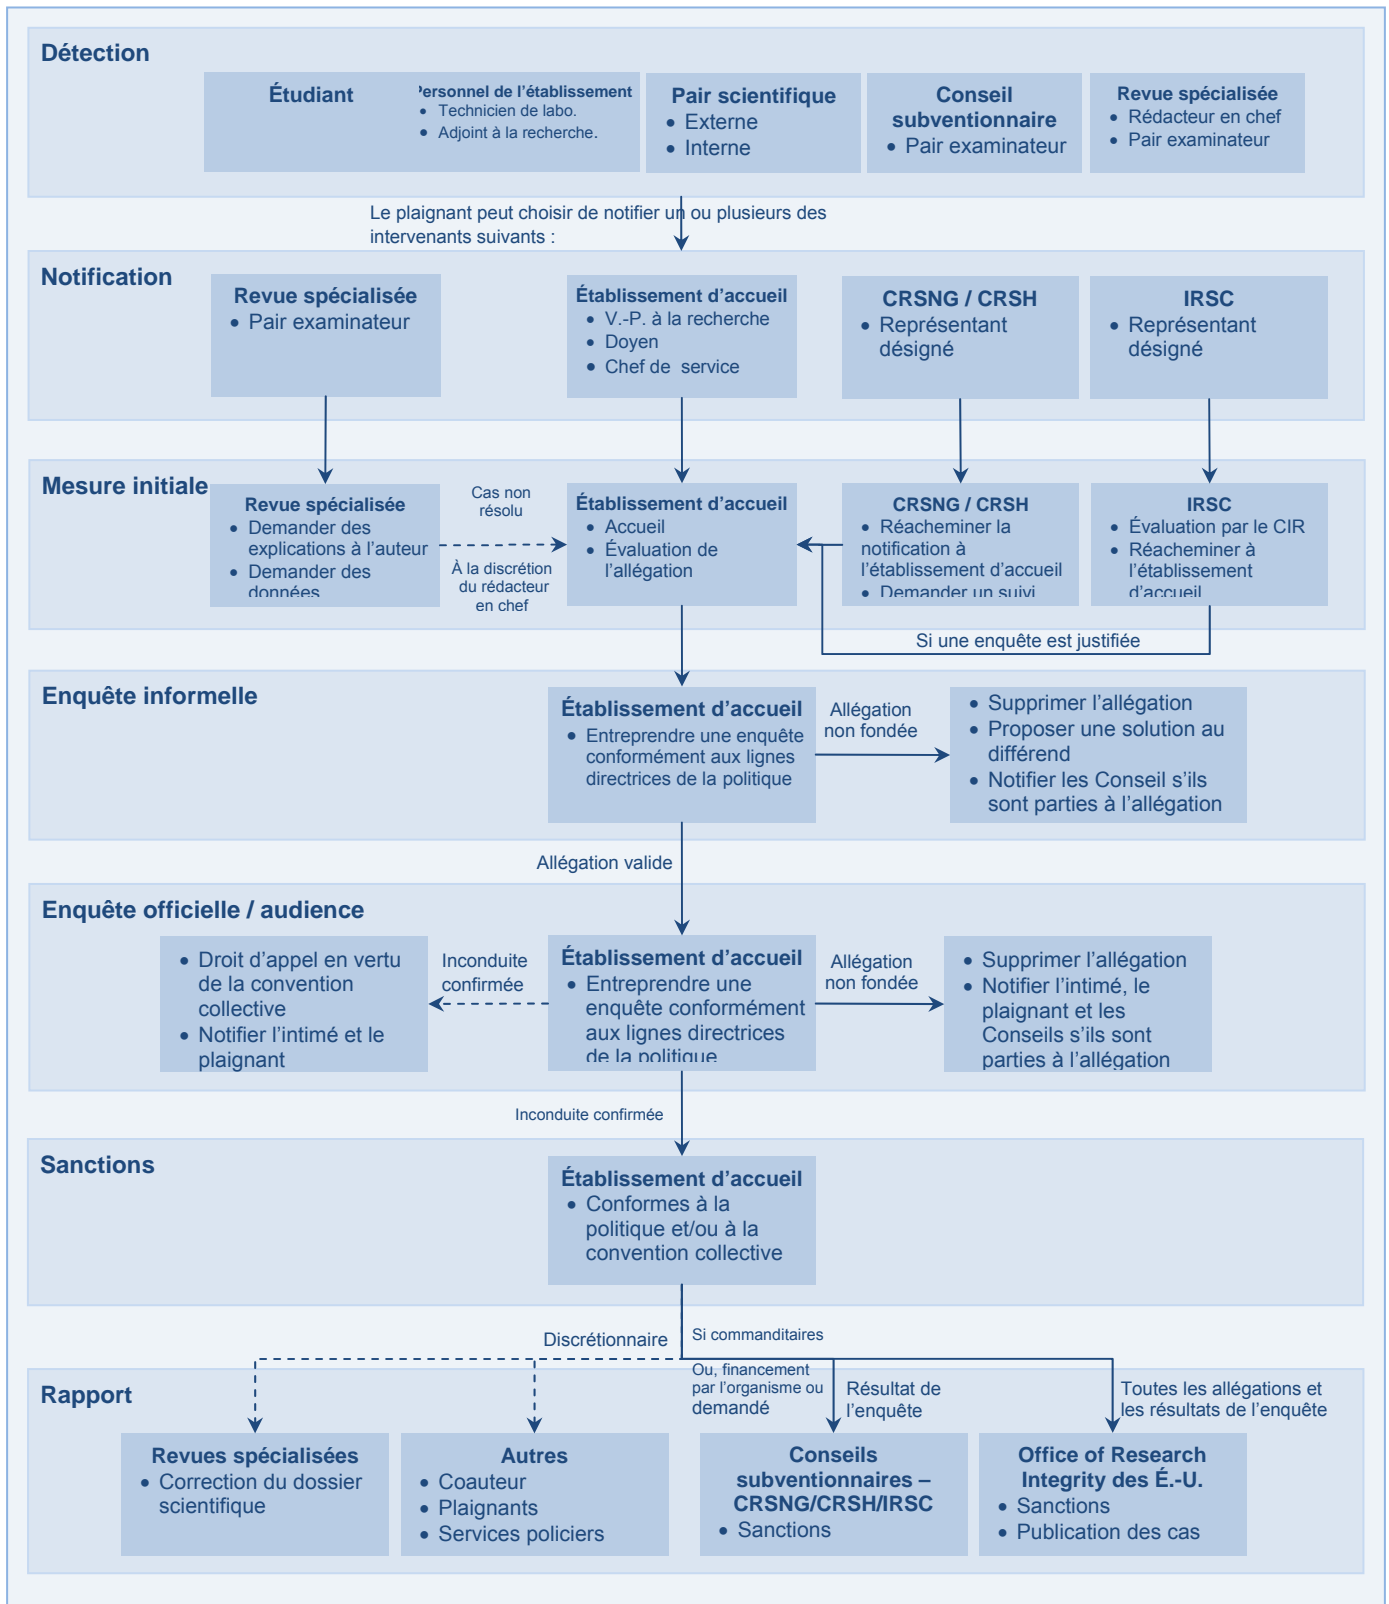 Détection
Étudiant
Personnel de l'établissement
• Technicien de labo.
• Adjoint à la recherche.
Pair scientifique
• Externe
• Interne
Conseil
subventionnaire
• Pair examinateur
Revue spécialisée
• Rédacteur en chef
• Pair examinateur
Le plaignant peut choisir de notifier un ou plusieurs des
intervenants suivants :
Notification
Revue spécialisée
• Pair examinateur
Établissement d'accueil
• V.-P. à la recherche
• Doyen
• Chef de service
CRSNG / CRSH
• Représentant
désigné
IRSC
• Représentant
désigné
Mesure initiale
Revue spécialisée
• Demander des
explications à l'auteur
• Demander des
données
Cas non
résolu
À la discrétion
du rédacteur
en chef
Établissement d'accueil
• Accueil
• Évaluation de
l'allégation
CRSNG / CRSH
• Réacheminer la
notification à
l'établissement d'accueil
• Demander un suivi
IRSC
• Évaluation par le CIR
• Réacheminer à
l'établissement
d'accueil
Si une enquête est justifiée
Enquête informelle
Établissement d'accueil
• Entreprendre une enquête
conformément aux lignes
directrices de la politique
Allégation
non fondée
• Supprimer l'allégation
• Proposer une solution au
différend
• Notifier les Conseil s'ils
sont parties à l'allégation
Allégation valide
Enquête officielle / audience
• Droit d'appel en vertu
de la convention
collective
• Notifier l'intimé et le
plaignant
Inconduite
confirmée
Établissement d'accueil
• Entreprendre une
enquête conformément
aux lignes directrices
de la politique
Allégation
non fondée
• Supprimer l'allégation
• Notifier l'intimé, le
plaignant et les
Conseils s'ils sont
parties à l'allégation
Inconduite confirmée
Sanctions
Établissement d'accueil
• Conformes à la
politique et/ou à la
convention collective
Discrétionnaire
Si commanditaires
Ou, financement
par l'organisme ou
demandé
Résultat de
l'enquête
Toutes les allégations et
les résultats de l'enquête
Rapport
Revues spécialisées
• Correction du dossier
scientifique
Autres
• Coauteur
• Plaignants
• Services policiers
Conseils
subventionnaires –
CRSNG/CRSH/IRSC
• Sanctions
Office of Research
Integrity des É.-U.
• Sanctions
• Publication des cas